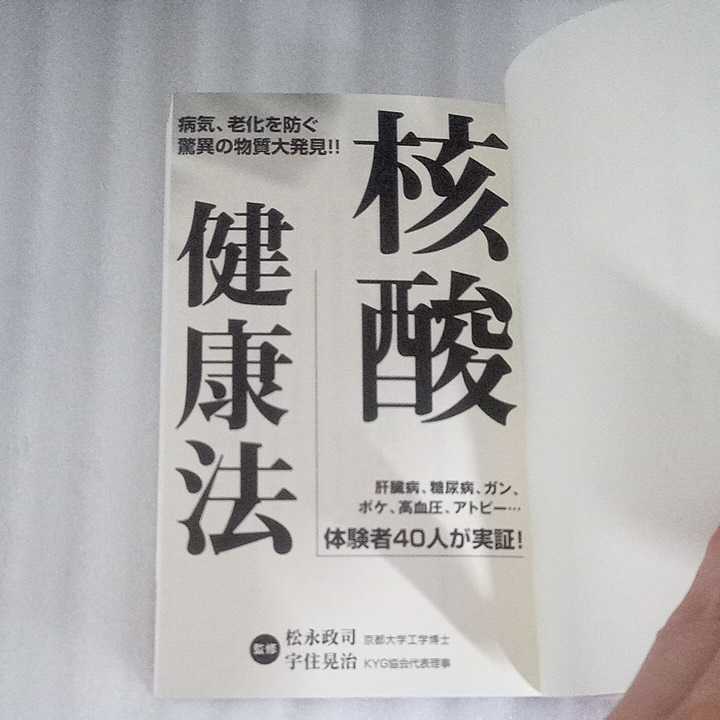 病気、老化を防ぐ
驚異の物質大発見!!
核酸
健康法
肝臓病、糖尿病、ガン、
ボケ、高血圧、アトピー…
体験者40人が実証!
監修
松永政司 京都大学工学博士
宇住晃治 KYG協会代表理事